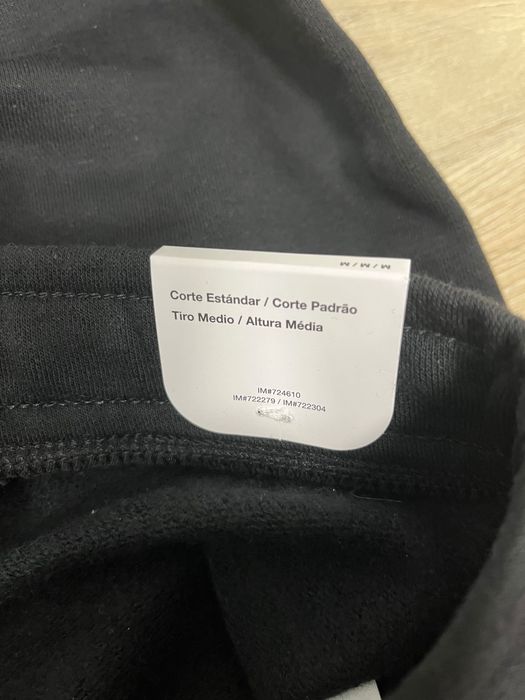 M / M / M
Corte Estándar / Corte Padrão
Tiro Medio / Altura Média
IM#724610
IM#722279 / IM#722304